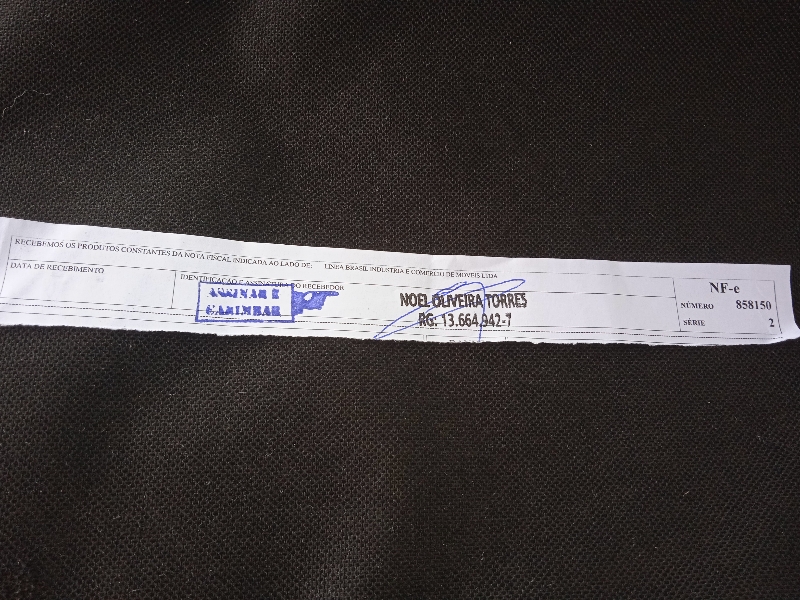 RECEBEMOS OS PRODUTOS CONSTANTES DA NOTA FISCAL INDICADA AO LADO DE: LINEA BRASIL INDUSTRIA E COMERCIO DE MOVEIS LTDA
DATA DE RECEBIMENTO
IDENTIFICAÇÃO E ASSINATURA DO RECEBEDOR
ASSINAR E
CARIMBAR
NOEL OLIVEIRA TORRES
RG: 13.664.942-7
NF-e
NÚMERO 858150
SÉRIE 2